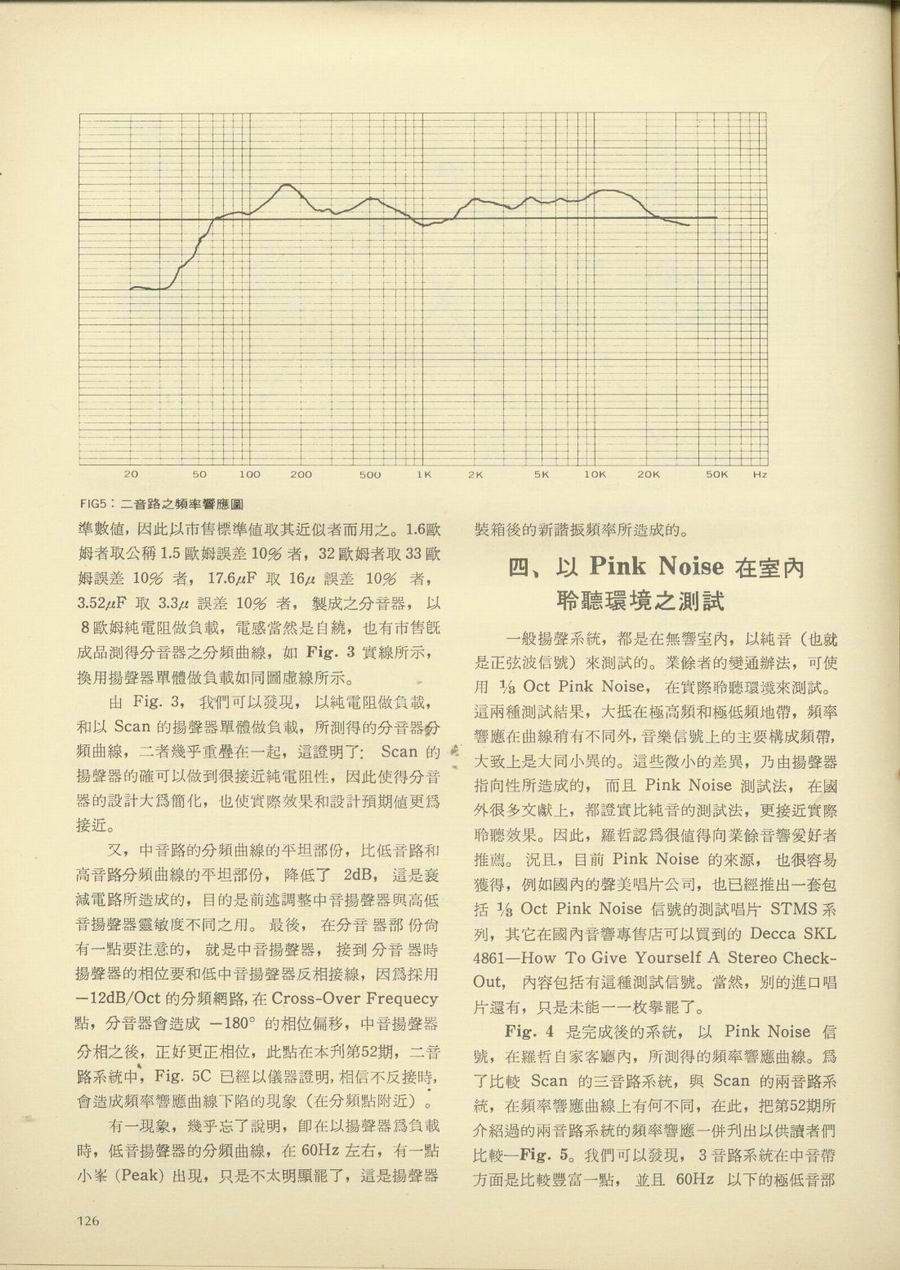 20 50 100 200 500 1K 2K 5K 10K 20K 50K Hz
FIG5：二音路之頻率響應圖
準數值，因此以市售標準值取其近似者而用之。1.6歐
姆者取公稱 1.5 歐姆誤差 10% 者，32 歐姆者取 33 歐
姆誤差 10% 者， 17.6μF 取 16μ 誤差 10% 者，
3.52μF 取 3.3μ 誤差 10% 者， 製成之分音器， 以
8 歐姆純電阻做負載，電感當然是自繞，也有市售既
成品測得分音器之分頻曲線，如 Fig. 3 實線所示，
換用揚聲器單體做負載如同圖虛線所示。
由 Fig. 3， 我們可以發現， 以純電阻做負載，
和以 Scan 的揚聲器單體做負載，所測得的分音器分
頻曲線，二者幾乎重疊在一起，這證明了： Scan 的
揚聲器的確可以做到很接近純電阻性，因此使得分音
器的設計大爲簡化，也使實際效果和設計預期值更爲
接近。
又，中音路的分頻曲線的平坦部份，比低音路和
高音路分頻曲線的平坦部份， 降低了 2dB， 這是衰
減電路所造成的，目的是前述調整中音揚聲器與高低
音揚聲器靈敏度不同之用。 最後， 在分音器部份尙
有一點要注意的， 就是中音揚聲器， 接到分音器時
揚聲器的相位要和低中音揚聲器反相接線，因爲採用
－12dB/Oct 的分頻網路，在 Cross-Over Frequecy
點，分音器會造成 －180° 的相位偏移，中音揚聲器
分相之後，正好更正相位，此點在本刋第52期，二音
路系統中，Fig. 5C 已經以儀器證明，相信不反接時，
會造成頻率響應曲線下陷的現象（在分頻點附近）。
有一現象，幾乎忘了說明，卽在以揚聲器爲負載
時，低音揚聲器的分頻曲線，在 60Hz 左右，有一點
小峯 (Peak) 出現，只是不太明顯罷了，這是揚聲器
裝箱後的新諧振頻率所造成的。
四、以 Pink Noise 在室內
聆聽環境之測試
一般揚聲系統，都是在無響室內，以純音（也就
是正弦波信號）來測試的。業餘者的變通辦法，可使
用 ⅓ Oct Pink Noise， 在實際聆聽環境來測試。
這兩種測試結果，大抵在極高頻和極低頻地帶，頻率
響應在曲線稍有不同外，音樂信號上的主要構成頻帶，
大致上是大同小異的。這些微小的差異，乃由揚聲器
指向性所造成的， 而且 Pink Noise 測試法， 在國
外很多文獻上，都證實比純音的測試法，更接近實際
聆聽效果。因此，羅哲認爲很値得向業餘音響愛好者
推薦。 況且，目前 Pink Noise 的來源， 也很容易
獲得，例如國內的聲美唱片公司，也已經推出一套包
括 ⅓ Oct Pink Noise 信號的測試唱片 STMS 系
列，其它在國內音響專售店可以買到的 Decca SKL
4861—How To Give Yourself A Stereo Check-
Out， 內容包括有這種測試信號。當然，別的進口唱
片還有，只是未能一一枚擧罷了。
Fig. 4 是完成後的系統， 以 Pink Noise 信
號，在羅哲自家客廳內，所測得的頻率響應曲線。爲
了比較 Scan 的三音路系統，與 Scan 的兩音路系
統，在頻率響應曲線上有何不同，在此，把第52期所
介紹過的兩音路系統的頻率響應一併刋出以供讀者們
比較—Fig. 5。我們可以發現， 3 音路系統在中音帶
方面是比較豐富一點， 並且 60Hz 以下的極低音部
126